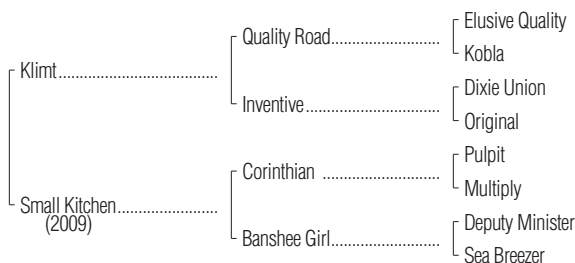 Elusive Quality
Quality Road
Kobla
Klimt
Dixie Union
Inventive
Original
Pulpit
Corinthian
Multiply
Small Kitchen
(2009)
Deputy Minister
Banshee Girl
Sea Breezer